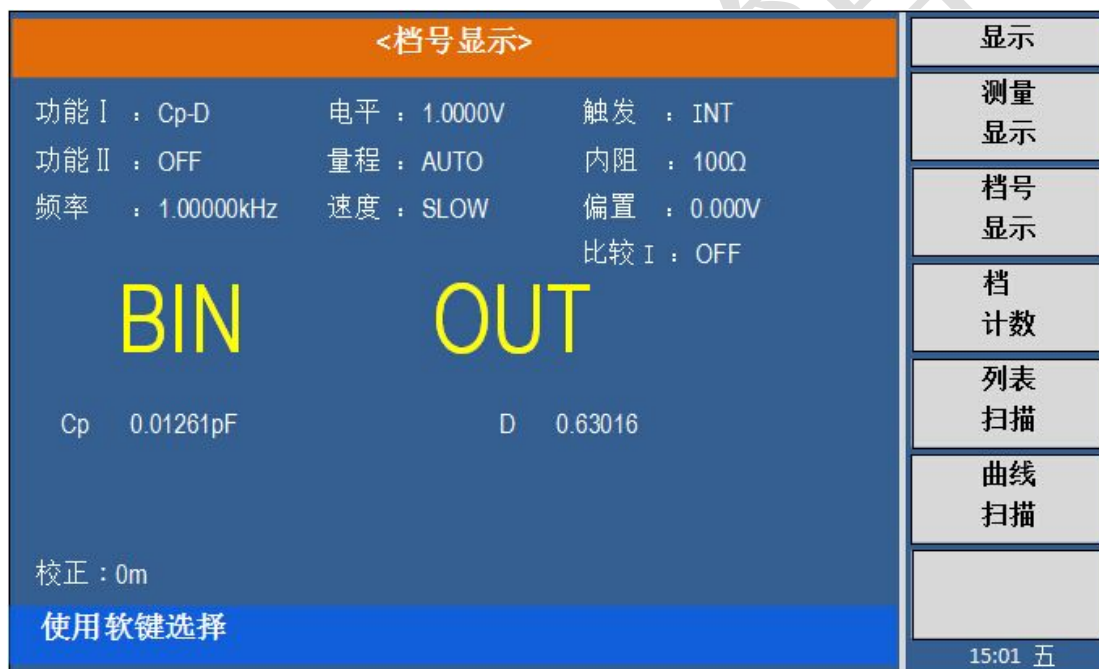 <档号显示>
功能Ⅰ ：Cp-D 电平：1.0000V 触发 ：INT
功能Ⅱ ：OFF 量程：AUTO 内阻 ：100Ω
频率 ：1.00000kHz 速度：SLOW 偏置 ：0.000V
比较Ⅰ：OFF
BIN OUT
Cp 0.01261pF D 0.63016
校正：0m
使用软键选择
显示
测量
显示
档号
显示
档
计数
列表
扫描
曲线
扫描
15:01 五